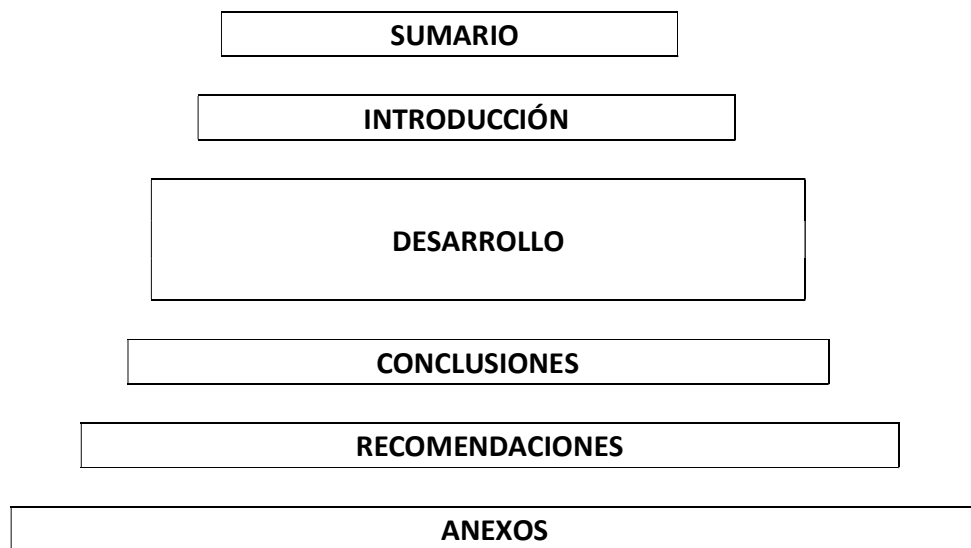 SUMARIO
INTRODUCCIÓN
DESARROLLO
CONCLUSIONES
RECOMENDACIONES
ANEXOS